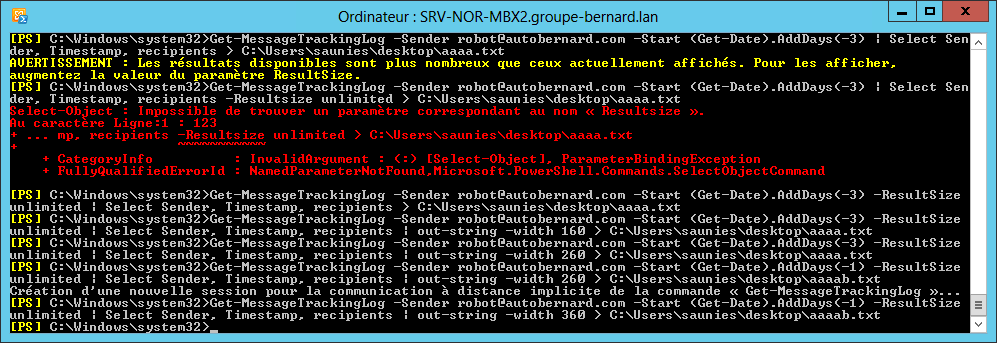 Ordinateur : SRV-NOR-MBX2.groupe-bernard.lan
[PS] C:\Windows\system32>Get-MessageTrackingLog -Sender robot@autobernard.com -Start (Get-Date).AddDays(-3) | Select Sen
der, Timestamp, recipients > C:\Users\saunies\desktop\aaaa.txt
AVERTISSEMENT : Les résultats disponibles sont plus nombreux que ceux actuellement affichés. Pour les afficher,
augmentez la valeur du paramètre ResultSize.
[PS] C:\Windows\system32>Get-MessageTrackingLog -Sender robot@autobernard.com -Start (Get-Date).AddDays(-3) | Select Sen
der, Timestamp, recipients -Resultsize unlimited > C:\Users\saunies\desktop\aaaa.txt
Select-Object : Impossible de trouver un paramètre correspondant au nom « Resultsize ».
Au caractère Ligne:1 : 123
+ ... mp, recipients -Resultsize unlimited > C:\Users\saunies\desktop\aaaa.txt
+                    ~~~~~~~~~~~
    + CategoryInfo          : InvalidArgument : (:) [Select-Object], ParameterBindingException
    + FullyQualifiedErrorId : NamedParameterNotFound,Microsoft.PowerShell.Commands.SelectObjectCommand
[PS] C:\Windows\system32>Get-MessageTrackingLog -Sender robot@autobernard.com -Start (Get-Date).AddDays(-3) -ResultSize
unlimited | Select Sender, Timestamp, recipients > C:\Users\saunies\desktop\aaaa.txt
[PS] C:\Windows\system32>Get-MessageTrackingLog -Sender robot@autobernard.com -Start (Get-Date).AddDays(-3) -ResultSize
unlimited | Select Sender, Timestamp, recipients | out-string -width 160 > C:\Users\saunies\desktop\aaaa.txt
[PS] C:\Windows\system32>Get-MessageTrackingLog -Sender robot@autobernard.com -Start (Get-Date).AddDays(-3) -ResultSize
unlimited | Select Sender, Timestamp, recipients | out-string -width 260 > C:\Users\saunies\desktop\aaaa.txt
[PS] C:\Windows\system32>Get-MessageTrackingLog -Sender robot@autobernard.com -Start (Get-Date).AddDays(-1) -ResultSize
unlimited | Select Sender, Timestamp, recipients | out-string -width 260 > C:\Users\saunies\desktop\aaaab.txt
Création d'une nouvelle session pour la communication à distance implicite de la commande « Get-MessageTrackingLog »...
[PS] C:\Windows\system32>Get-MessageTrackingLog -Sender robot@autobernard.com -Start (Get-Date).AddDays(-1) -ResultSize
unlimited | Select Sender, Timestamp, recipients | out-string -width 360 > C:\Users\saunies\desktop\aaaab.txt
[PS] C:\Windows\system32>_